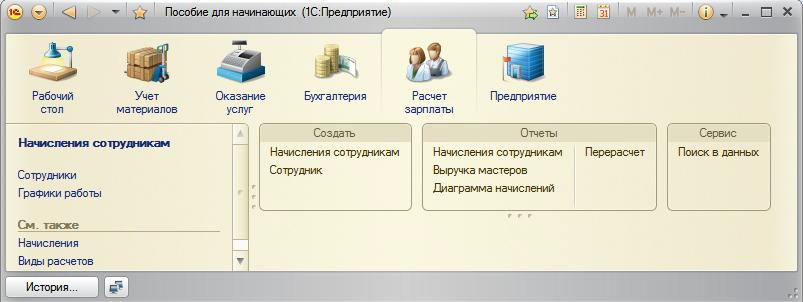 Пособие для начинающих (1С:Предприятие)
M M+ M-
31
Рабочий стол
Учет материалов
Оказание услуг
Бухгалтерия
Расчет зарплаты
Предприятие
Начисления сотрудникам
Сотрудники
Графики работы
См. также
Начисления
Виды расчетов
Создать
Начисления сотрудникам
Сотрудник
Отчеты
Начисления сотрудникам
Выручка мастеров
Диаграмма начислений
Перерасчет
Сервис
Поиск в данных
История...